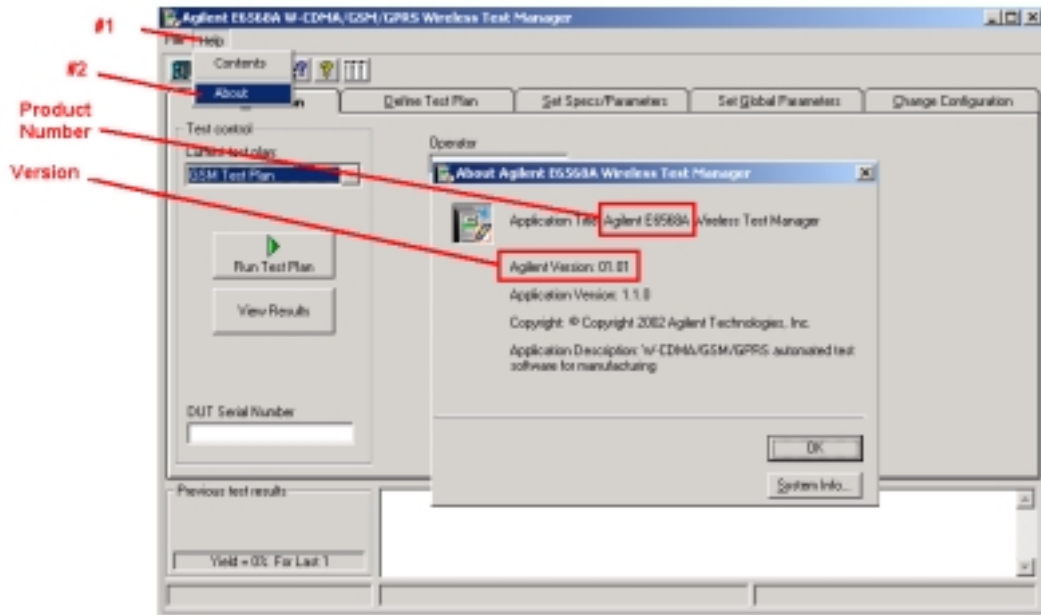 Agilent E6568A W-CDMA/GSM/GPRS Wireless Test Manager
#1
File Help
Contents
#2
About
Define Test Plan
Set Specs/Parameters
Set Global Parameters
Change Configuration
Product
Number
Test control
Current test plan:
Operator
Version
GSM Test Plan
About Agilent E6568A Wireless Test Manager
Application Title: Agilent E6568A Wireless Test Manager
Run Test Plan
Agilent Version: 01.01
Application Version: 1.1.0
View Results
Copyright: © Copyright 2002 Agilent Technologies, Inc.
Application Description: W-CDMA/GSM/GPRS automated test
software for manufacturing
DUT Serial Number
OK
System Info...
Previous test results
Yield = 0% For Last 1